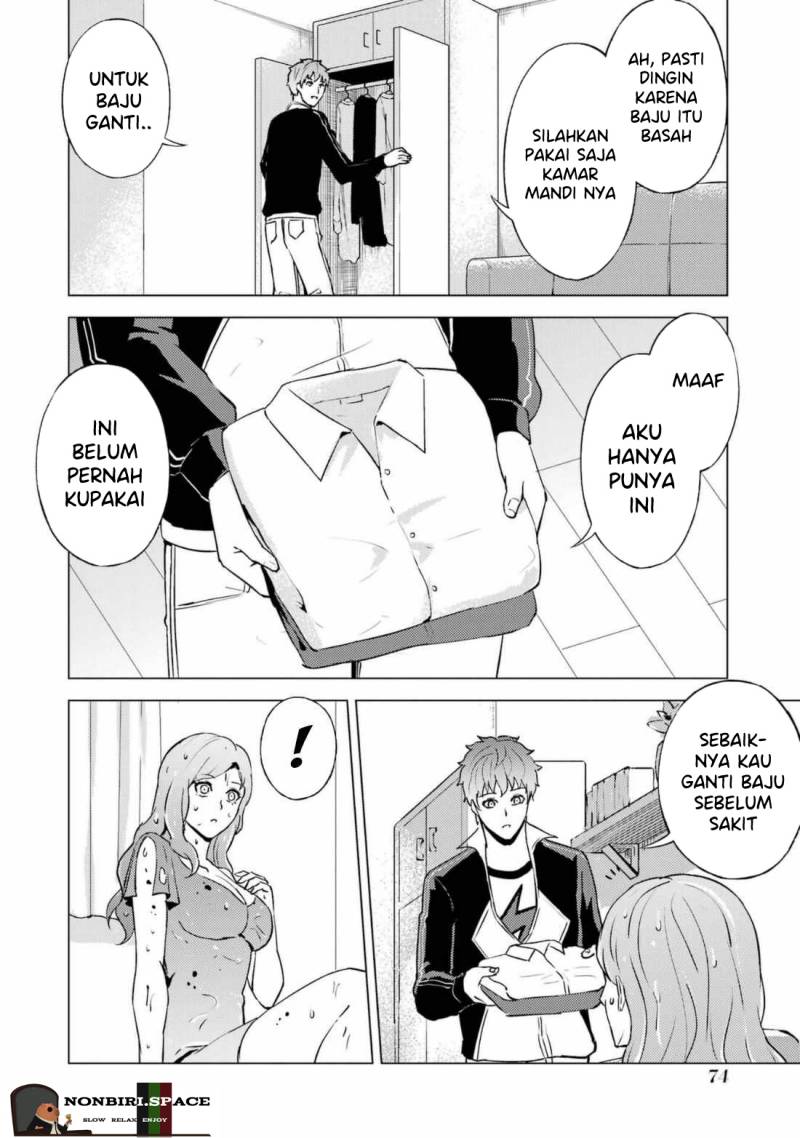 AH, PASTI
DINGIN
KARENA
BAJU ITU
BASAH
SILAHKAN
PAKAI SAJA
KAMAR
MANDI NYA
UNTUK
BAJU
GANTI..
MAAF
AKU
HANYA
PUNYA
INI
INI
BELUM
PERNAH
KUPAKAI
SEBAIK-
NYA KAU
GANTI BAJU
SEBELUM
SAKIT
!
74
NONBIRI.SPACE
SLOW RELAX ENJOY